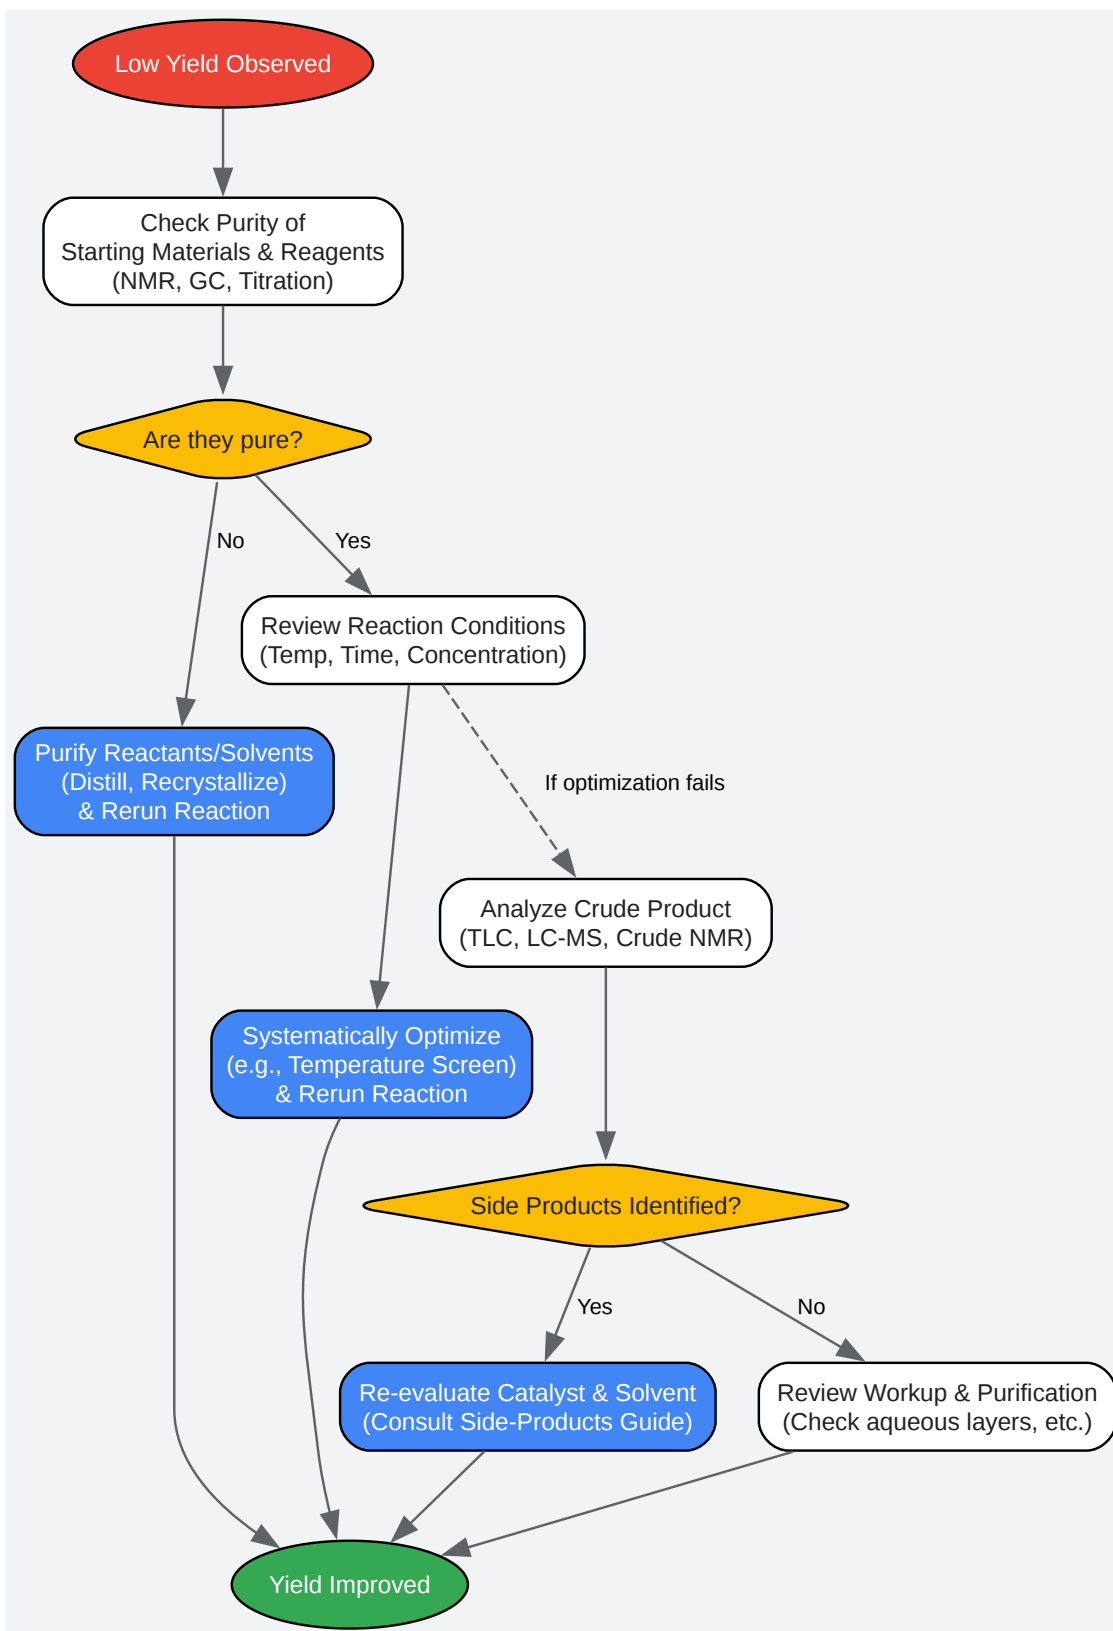 Low Yield Observed
Check Purity of
Starting Materials & Reagents
(NMR, GC, Titration)
Are they pure?
No
Yes
Review Reaction Conditions
(Temp, Time, Concentration)
Purify Reactants/Solvents
(Distill, Recrystallize)
& Rerun Reaction
If optimization fails
Analyze Crude Product
(TLC, LC-MS, Crude NMR)
Systematically Optimize
(e.g., Temperature Screen)
& Rerun Reaction
Side Products Identified?
Yes
No
Re-evaluate Catalyst & Solvent
(Consult Side-Products Guide)
Review Workup & Purification
(Check aqueous layers, etc.)
Yield Improved